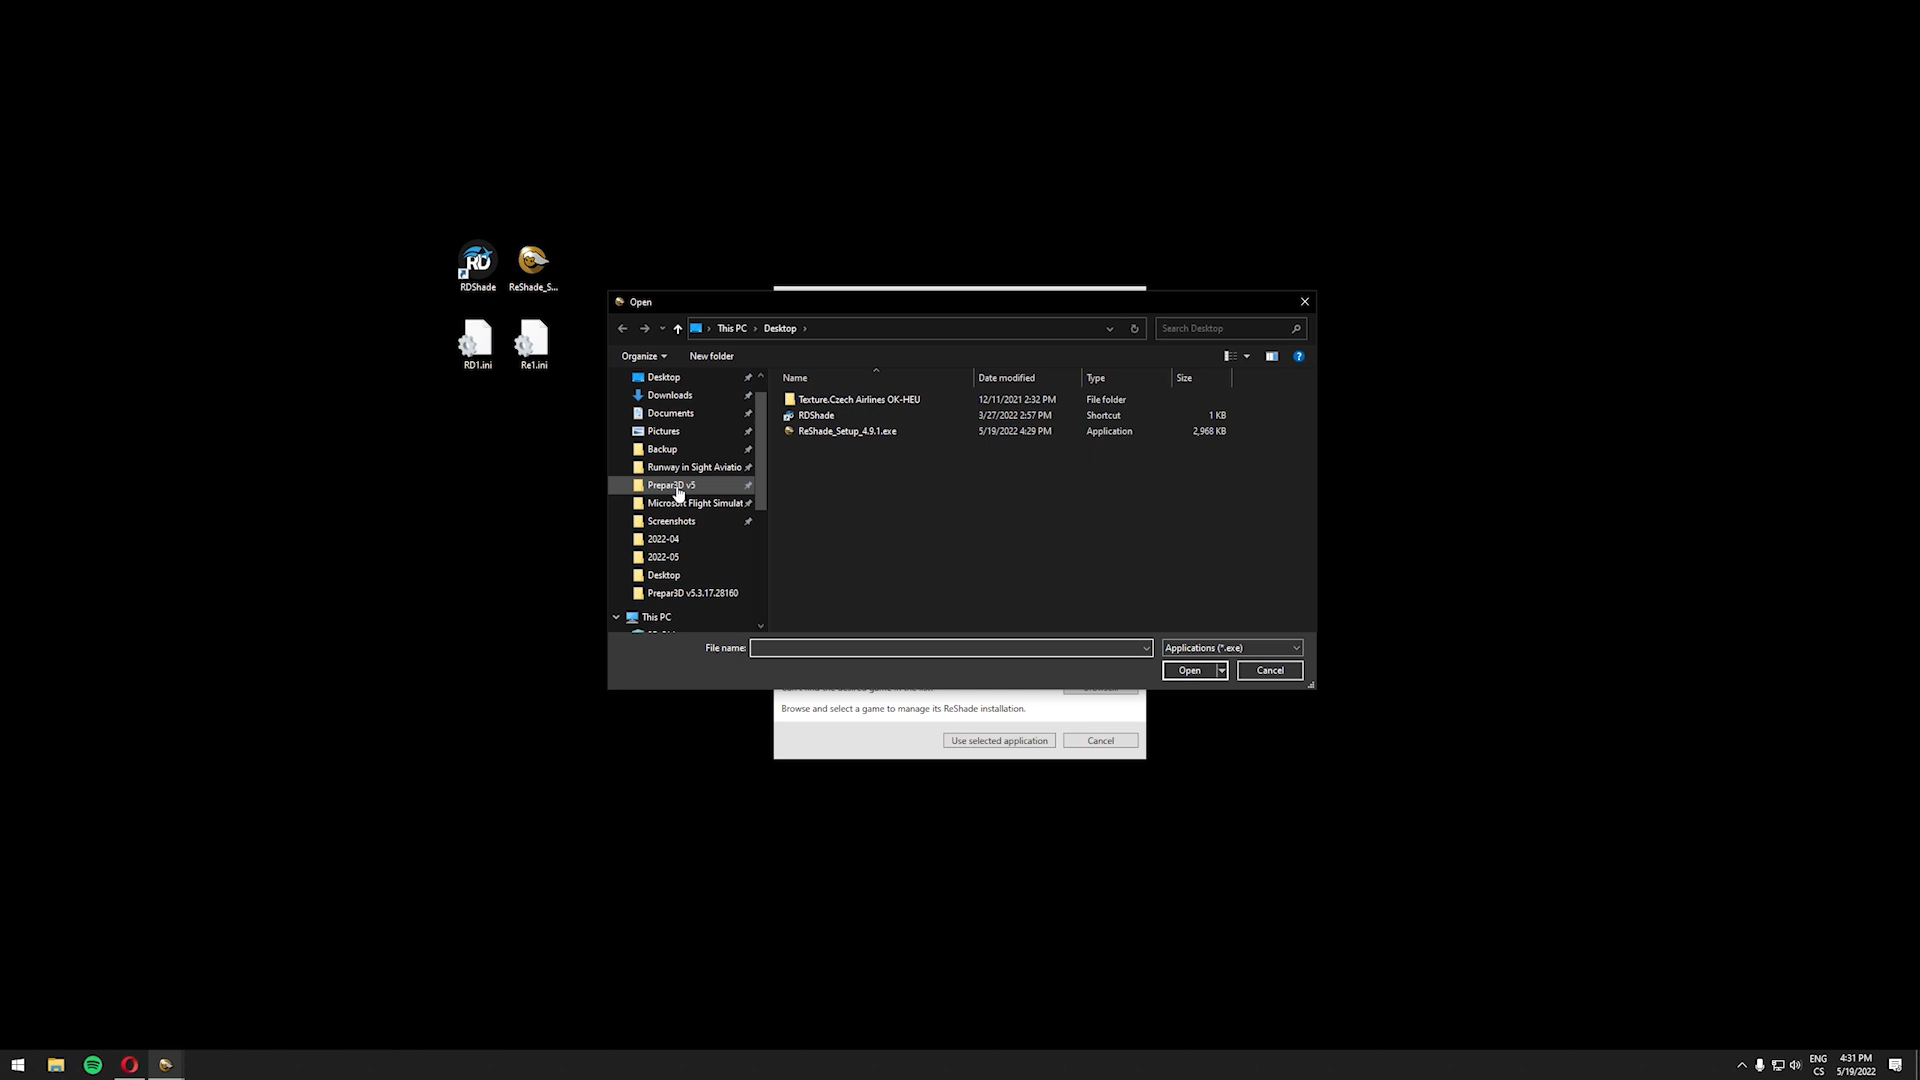 RDShade
ReShade_S...
RD1.ini
Re1.ini
Open
This PC
Desktop
Search Desktop
Organize
New folder
Desktop
Downloads
Documents
Pictures
Backup
Runway in Sight Aviatio
Prepar3D v5
Microsoft Flight Simulat
Screenshots
2022-04
2022-05
Desktop
Prepar3D v5.3.17.28160
This PC
Name Date modified Type Size
Texture.Czech Airlines OK-HEU 12/11/2021 2:32 PM File folder
RDShade 3/27/2022 2:57 PM Shortcut 1 KB
ReShade_Setup_4.9.1.exe 5/19/2022 4:29 PM Application 2,968 KB
File name:
Applications (*.exe)
Open
Cancel
Browse and select a game to manage its ReShade installation.
Use selected application
Cancel
ENG
CS
4:31 PM
5/19/2022